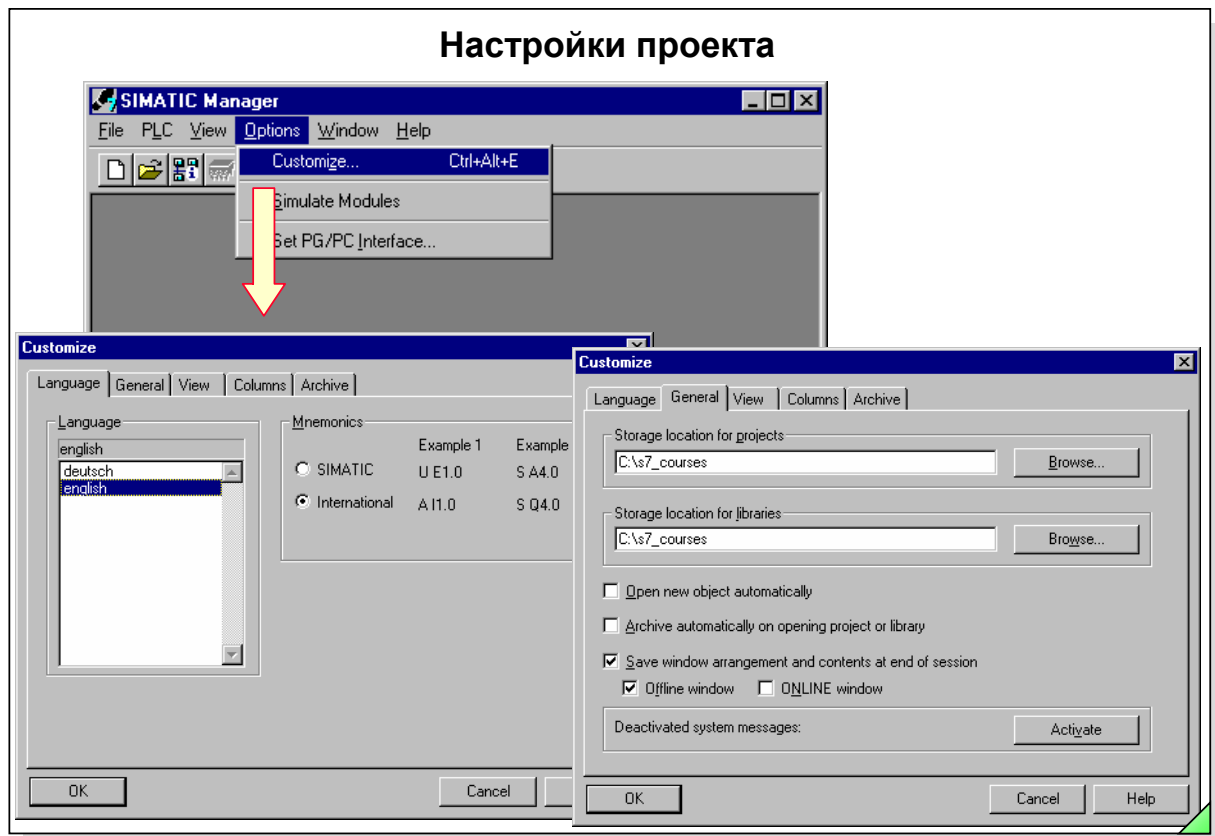 Настройки проекта
SIMATIC Manager
File PLC View Options Window Help
Customize... Ctrl+Alt+E
Simulate Modules
Set PG/PC Interface...
Customize
Language General View Columns Archive
Language
english
deutsch
english
Mnemonics
Example 1 Example
SIMATIC U E1.0 S A4.0
International A I1.0 S Q4.0
OK Cancel
Customize
Language General View Columns Archive
Storage location for projects
C:\s7_courses Browse...
Storage location for libraries
C:\s7_courses Browse...
Open new object automatically
Archive automatically on opening project or library
Save window arrangement and contents at end of session
Offline window ONLINE window
Deactivated system messages: Activate
OK Cancel Help